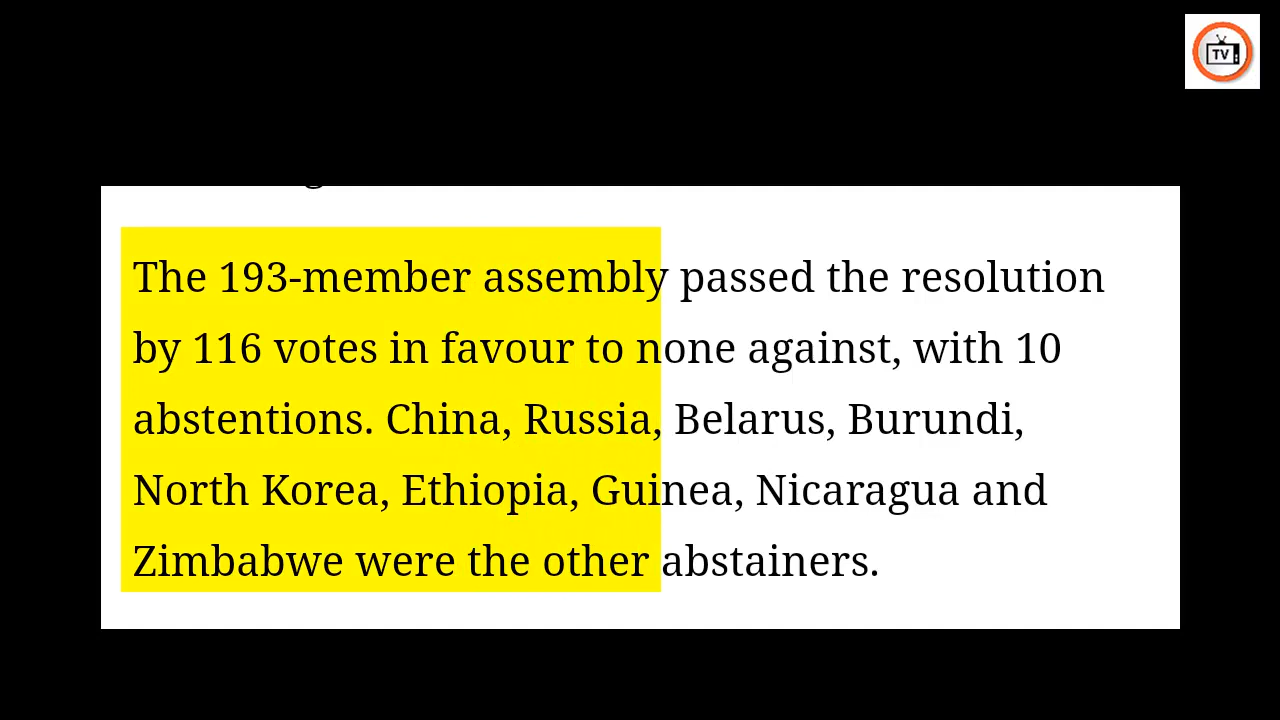 TV
The 193-member assembly passed the resolution
by 116 votes in favour to none against, with 10
abstentions. China, Russia, Belarus, Burundi,
North Korea, Ethiopia, Guinea, Nicaragua and
Zimbabwe were the other abstainers.